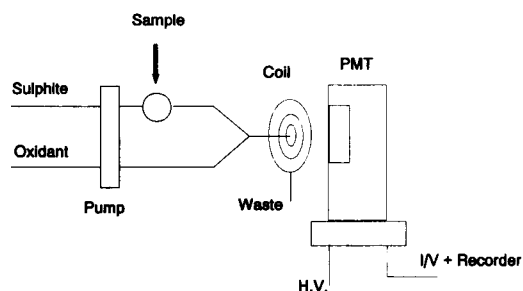 Sample
Coil
PMT
Sulphite
Oxidant
Pump
Waste
I/V + Recorder
H.V.